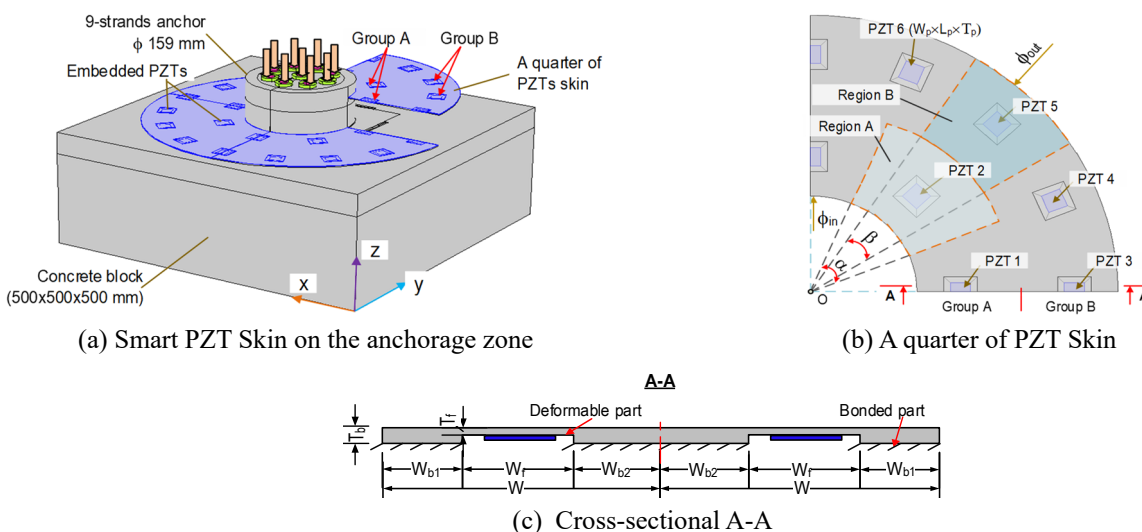 9-strands anchor
ϕ 159 mm
Embedded PZTs
Group A
Group B
A quarter of
PZTs skin
Concrete block
(500x500x500 mm)
x
z
y
(a) Smart PZT Skin on the anchorage zone
PZT 6 (Wp×Lp×Tp)
ϕout
Region B
Region A
PZT 5
PZT 2
PZT 4
ϕin
β
α
PZT 1
PZT 3
O
A
A
Group A
Group B
(b) A quarter of PZT Skin
A-A
Tb
Tf
Deformable part
Bonded part
Wb1
Wf
Wb2
Wb2
Wf
Wb1
W
W
(c) Cross-sectional A-A